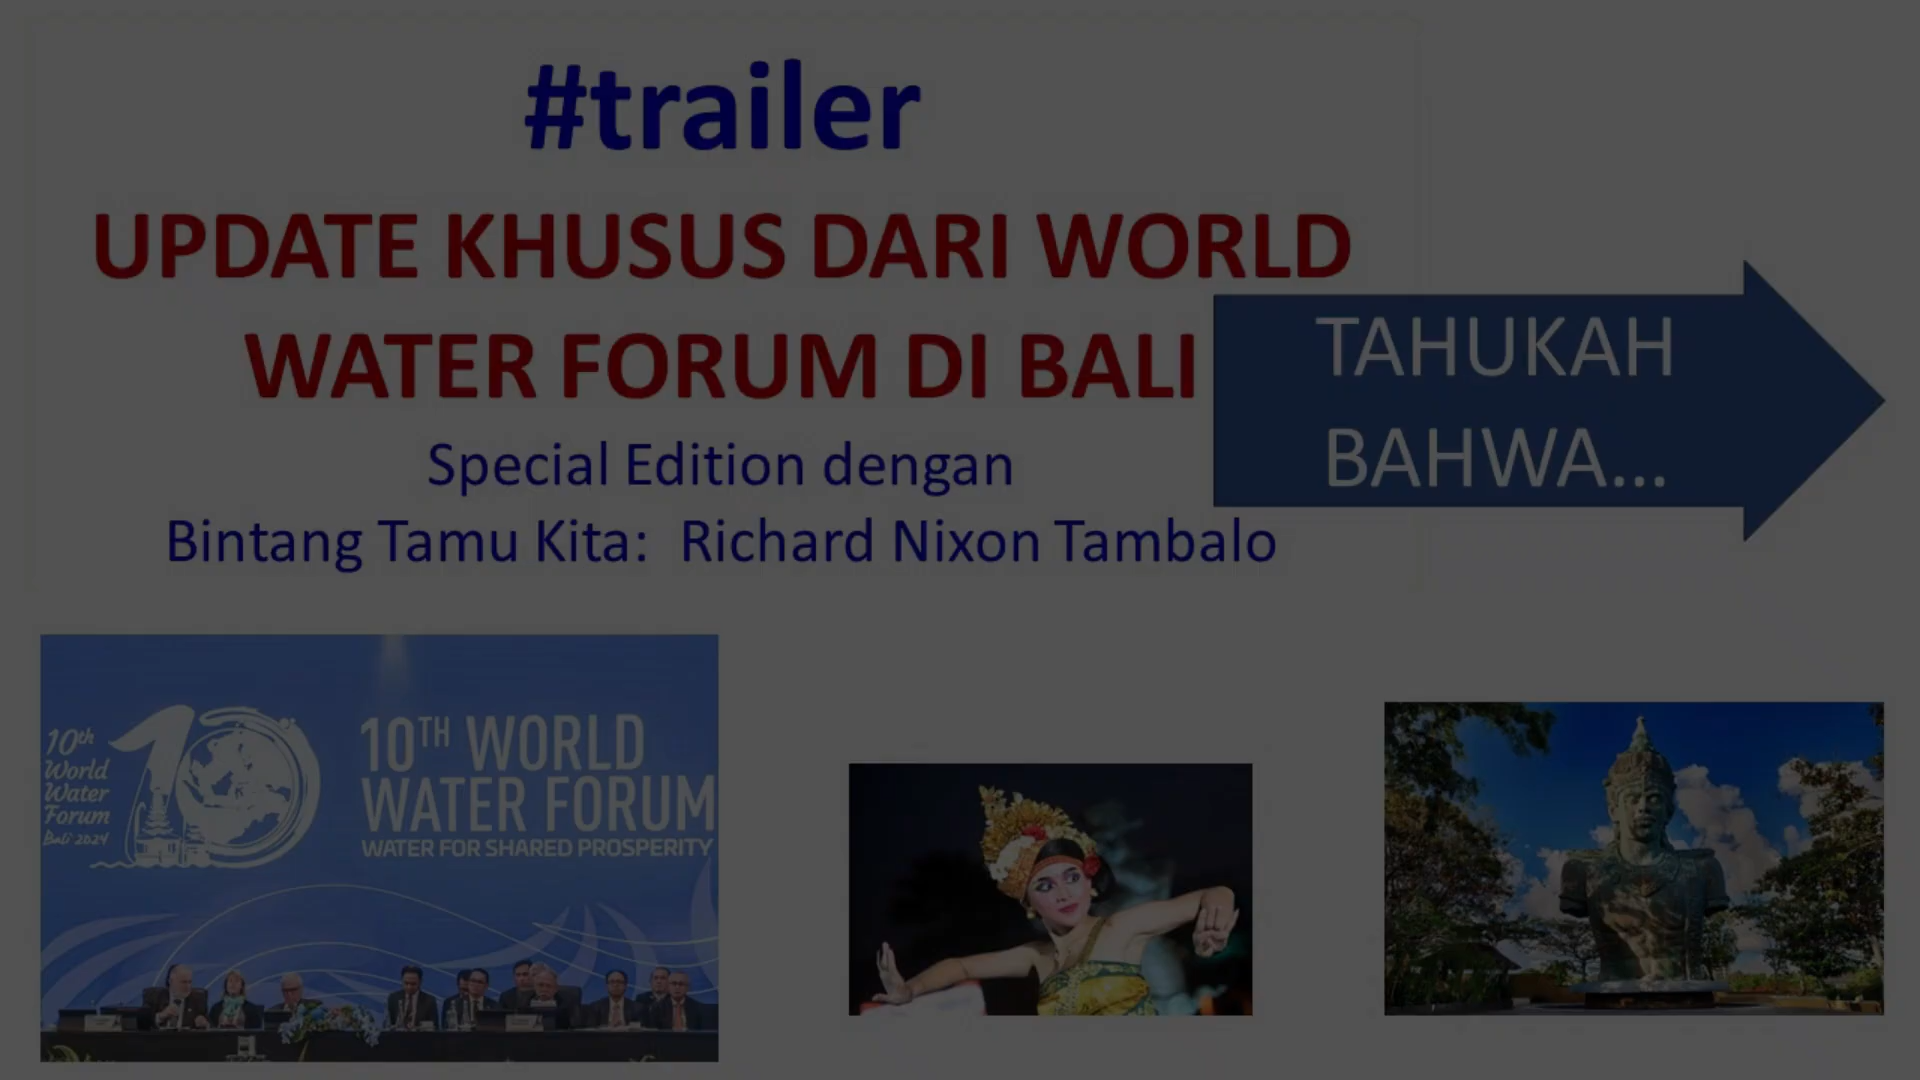 #trailer
UPDATE KHUSUS DARI WORLD
WATER FORUM DI BALI
TAHUKAH
BAHWA...
Special Edition dengan
Bintang Tamu Kita: Richard Nixon Tambalo
10th
World
Water
Forum
Bali 2024
10TH WORLD
WATER FORUM
WATER FOR SHARED PROSPERITY